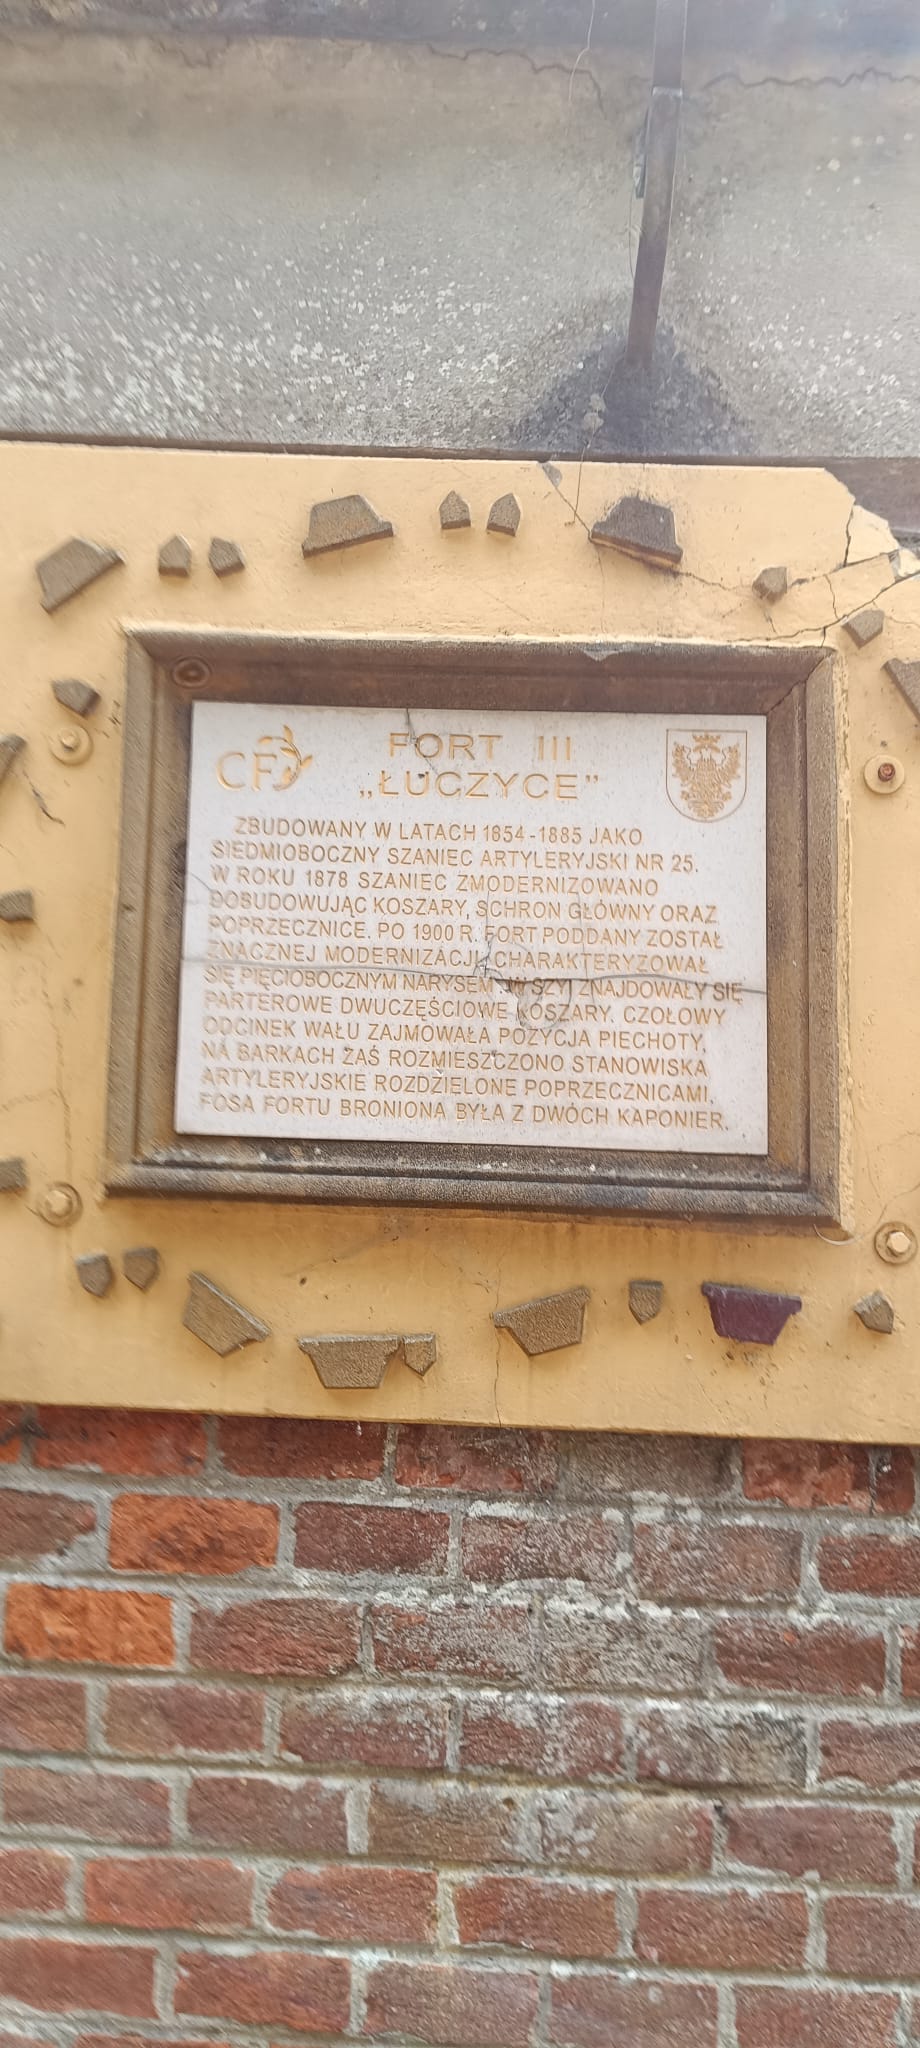 CF
FORT III
„ŁUCZYCE”
ZBUDOWANY W LATACH 1854-1885 JAKO
SIEDMIOBOCZNY SZANIEC ARTYLERYJSKI NR 25.
W ROKU 1878 SZANIEC ZMODERNIZOWANO
DOBUDOWUJĄC KOSZARY, SCHRON GŁÓWNY ORAZ
POPRZECZNICE. PO 1900 R. FORT PODDANY ZOSTAŁ
ZNACZNEJ MODERNIZACJI. CHARAKTERYZOWAŁ
SIĘ PIĘCIOBOCZNYM NARYSEM. W SZYI ZNAJDOWAŁY SIĘ
PARTEROWE DWUCZĘŚCIOWE KOSZARY. CZOŁOWY
ODCINEK WAŁU ZAJMOWAŁA POZYCJA PIECHOTY,
NA BARKACH ZAŚ ROZMIESZCZONO STANOWISKA
ARTYLERYJSKIE ROZDZIELONE POPRZECZNICAMI.
FOSA FORTU BRONIONA BYŁA Z DWÓCH KAPONIER.